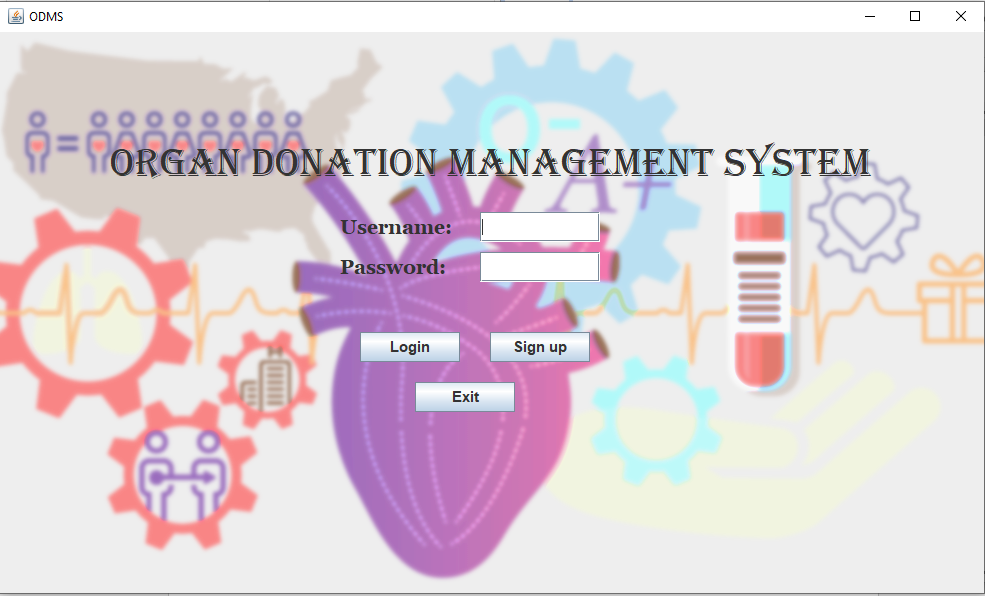 ODMS
ORGAN DONATION MANAGEMENT SYSTEM
A+
Username:
Password:
Login Sign up
Exit